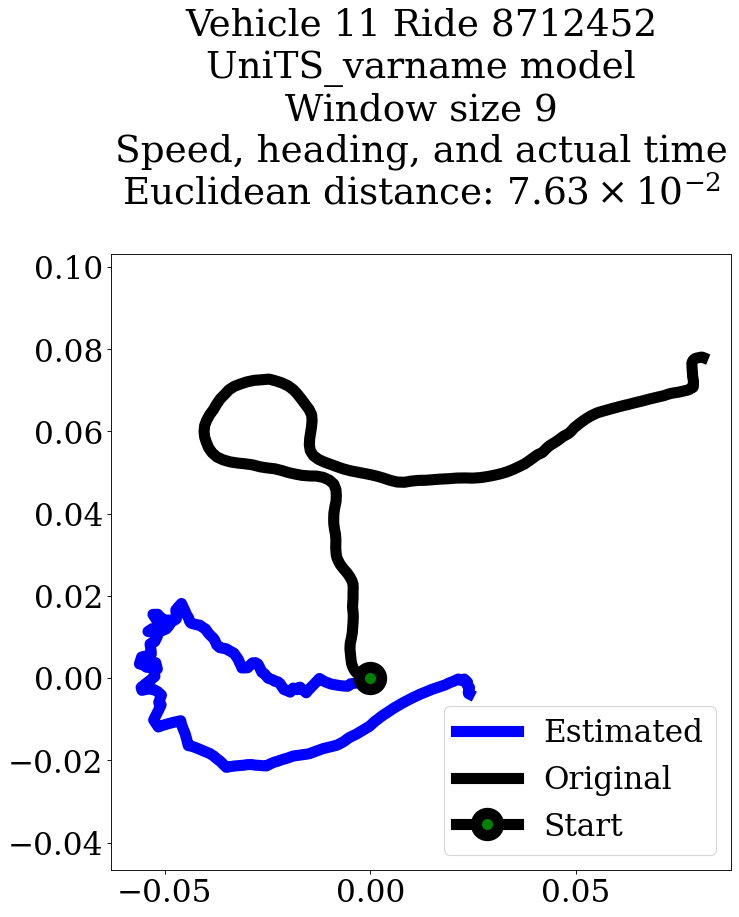 Vehicle 11 Ride 8712452
UniTS_varname model
Window size 9
Speed, heading, and actual time
Euclidean distance: 7.63 × 10⁻²
0.10
0.08
0.06
0.04
0.02
0.00
−0.02
−0.04
Estimated
Original
Start
−0.05
0.00
0.05